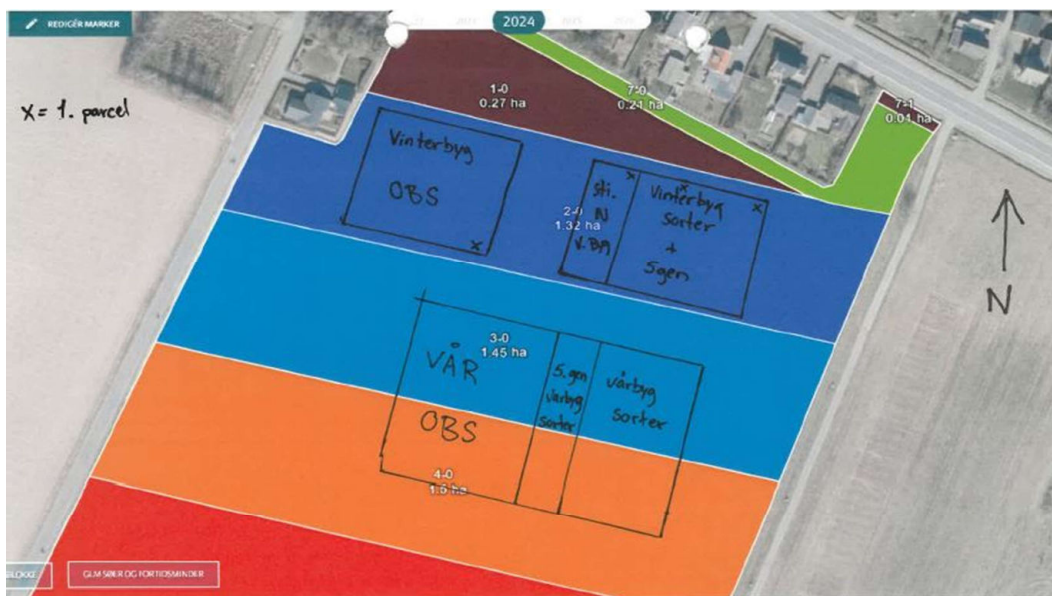 REDIGÉR MARKER
2024
1-0
0.27 ha
7-0
0.21 ha
7-1
0.01 ha
X = 1. parcel
Vinterbyg
OBS
x
2-0
1.32 ha
x
sti.
N
V.BA
x
Vinterbyg
sorter
+
5gen
x
N
3-0
1.45 ha
VÅR
OBS
5.gen
Vårbyg
sorter
vårbyg
sorter
4-0
1.5 ha
GLM SØER OG FORTIDSMINDER